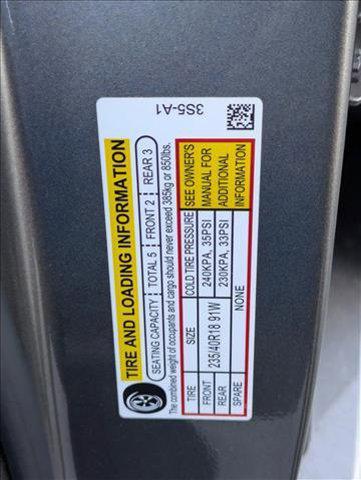 3S5-A1
TIRE AND LOADING INFORMATION
SEATING CAPACITY TOTAL 5 FRONT 2 REAR 3
The combined weight of occupants and cargo should never exceed 385kg or 850lbs.
TIRE SIZE COLD TIRE PRESSURE SEE OWNER'S
FRONT 235/40R18 91W 240KPA, 35PSI MANUAL FOR
REAR 230KPA, 33PSI ADDITIONAL
SPARE NONE INFORMATION